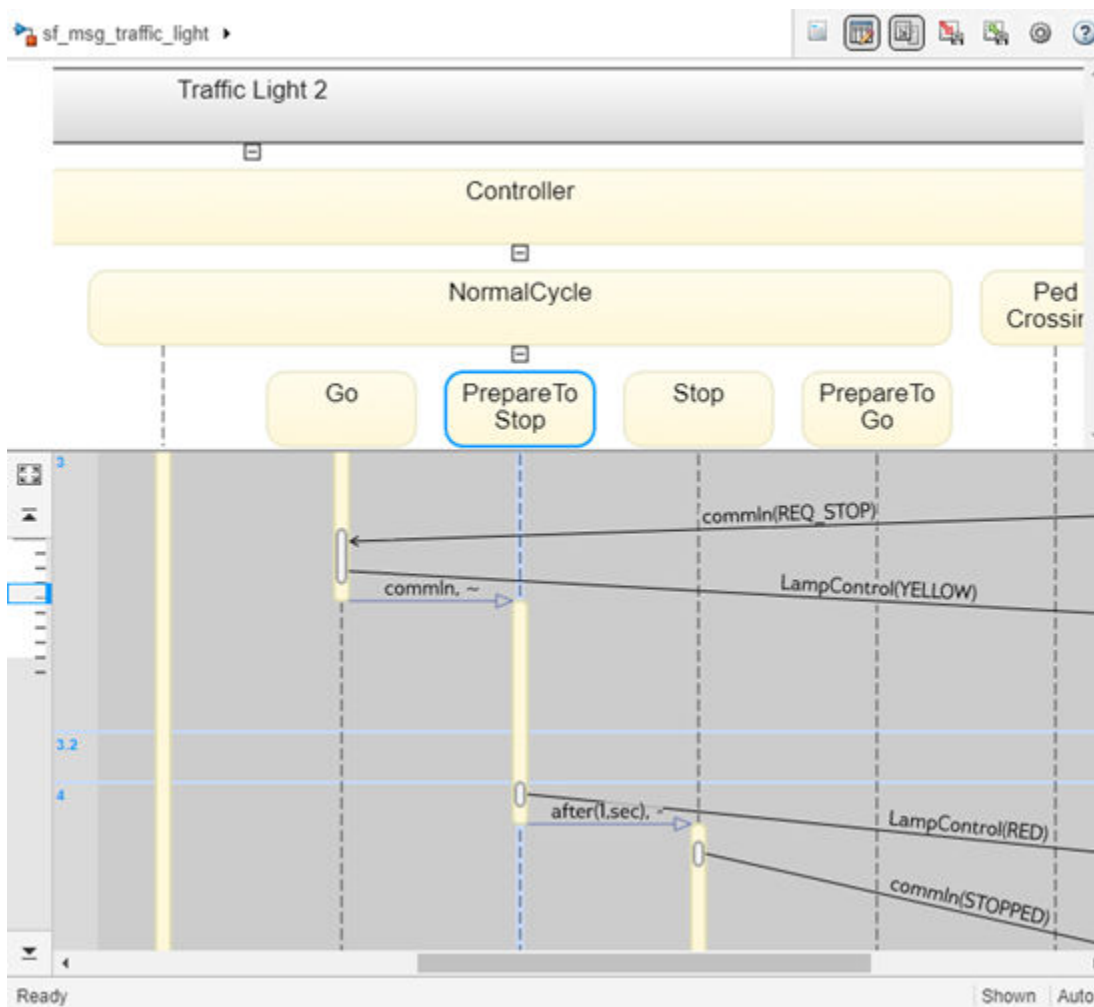 sf_msg_traffic_light
Traffic Light 2
Controller
NormalCycle
Ped
Crossin
Go
PrepareTo
Stop
Stop
PrepareTo
Go
3
commIn(REQ_STOP)
LampControl(YELLOW)
commIn, ~
3.2
4
after(1,sec), ~
LampControl(RED)
commIn(STOPPED)
Ready
Shown
Auto